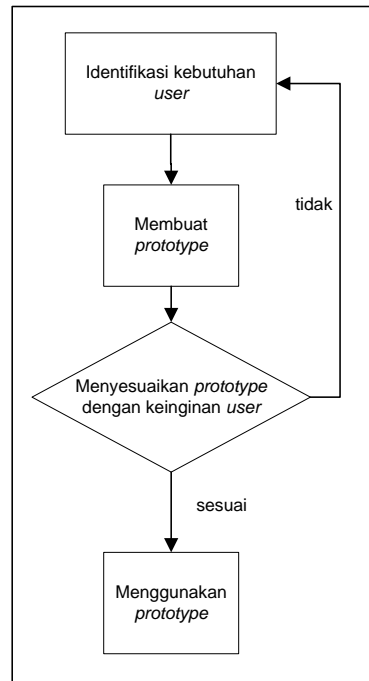 Identifikasi kebutuhan
user
Membuat
prototype
tidak
Menyesuaikan prototype
dengan keinginan user
sesuai
Menggunakan
prototype